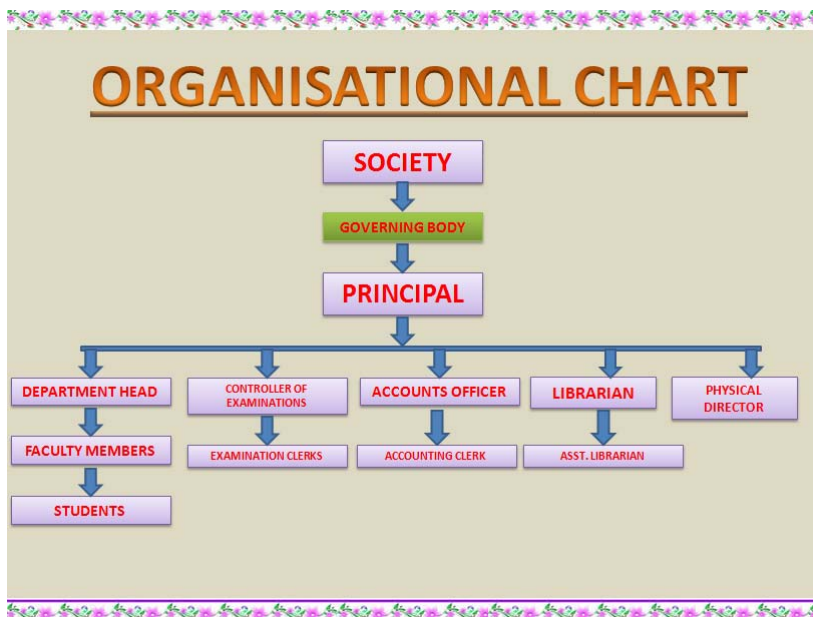 ORGANISATIONAL CHART
SOCIETY
GOVERNING BODY
PRINCIPAL
DEPARTMENT HEAD
CONTROLLER OF
EXAMINATIONS
ACCOUNTS OFFICER
LIBRARIAN
PHYSICAL
DIRECTOR
FACULTY MEMBERS
EXAMINATION CLERKS
ACCOUNTING CLERK
ASST. LIBRARIAN
STUDENTS